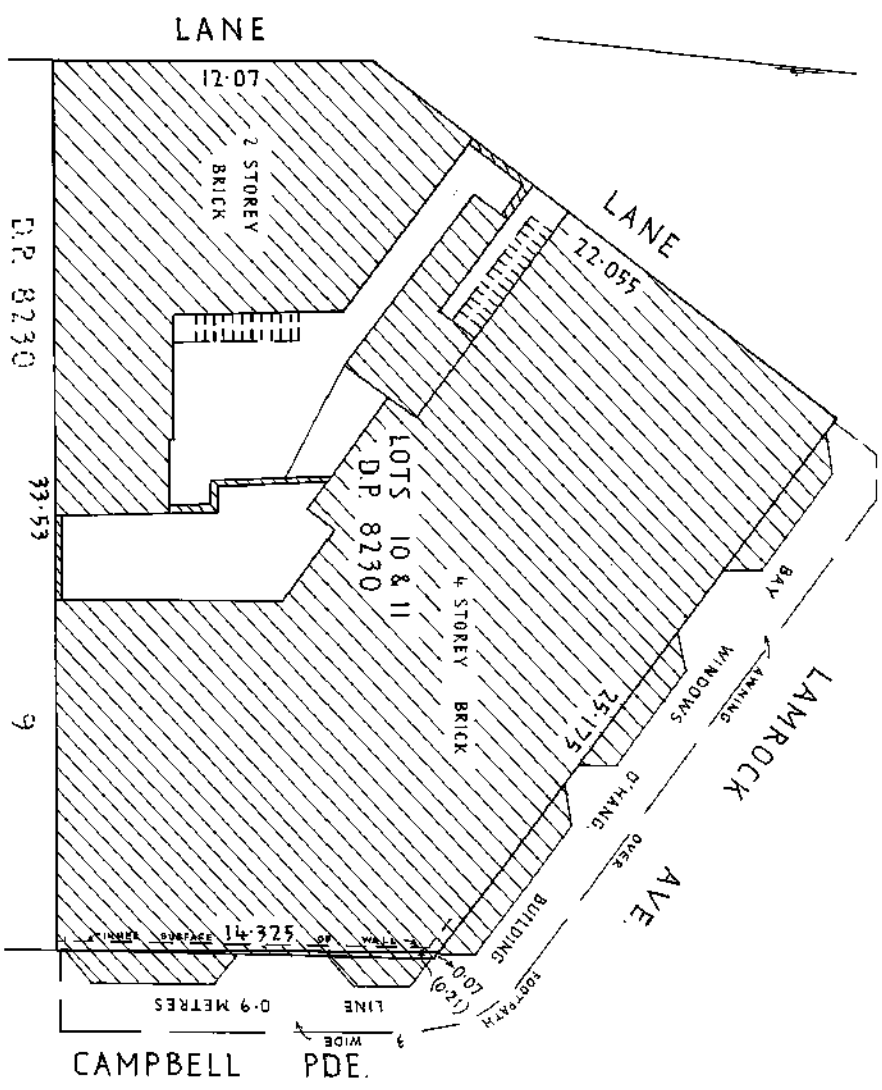 LANE
12·07
2 STOREY
BRICK
LANE
22·055
D.P. 8230
33·53
9
LOTS 10 & 11
D.P. 8230
4 STOREY BRICK
25·175
BAY
WINDOWS
O'HANG.
BUILDING
LINE
AWNING
OVER
FOOTPATH
LAMROCK AVE.
INNER SURFACE OF WALL
14·325
0·07
(0·21)
0·9 METRES
WIDE
CAMPBELL PDE.